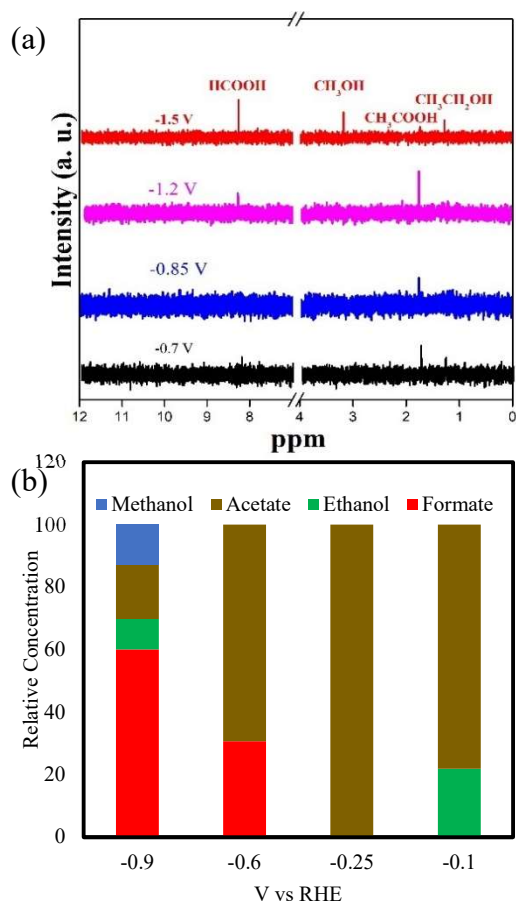 (a)
HCOOH
CH3OH
CH3CH2OH
CH3COOH
-1.5 V
-1.2 V
-0.85 V
-0.7 V
Intensity (a. u.)
12 11 10 9 8 4 3 2 1 0
ppm
(b)
120
Methanol Acetate Ethanol Formate
100
80
60
40
20
0
Relative Concentration
-0.9 -0.6 -0.25 -0.1
V vs RHE